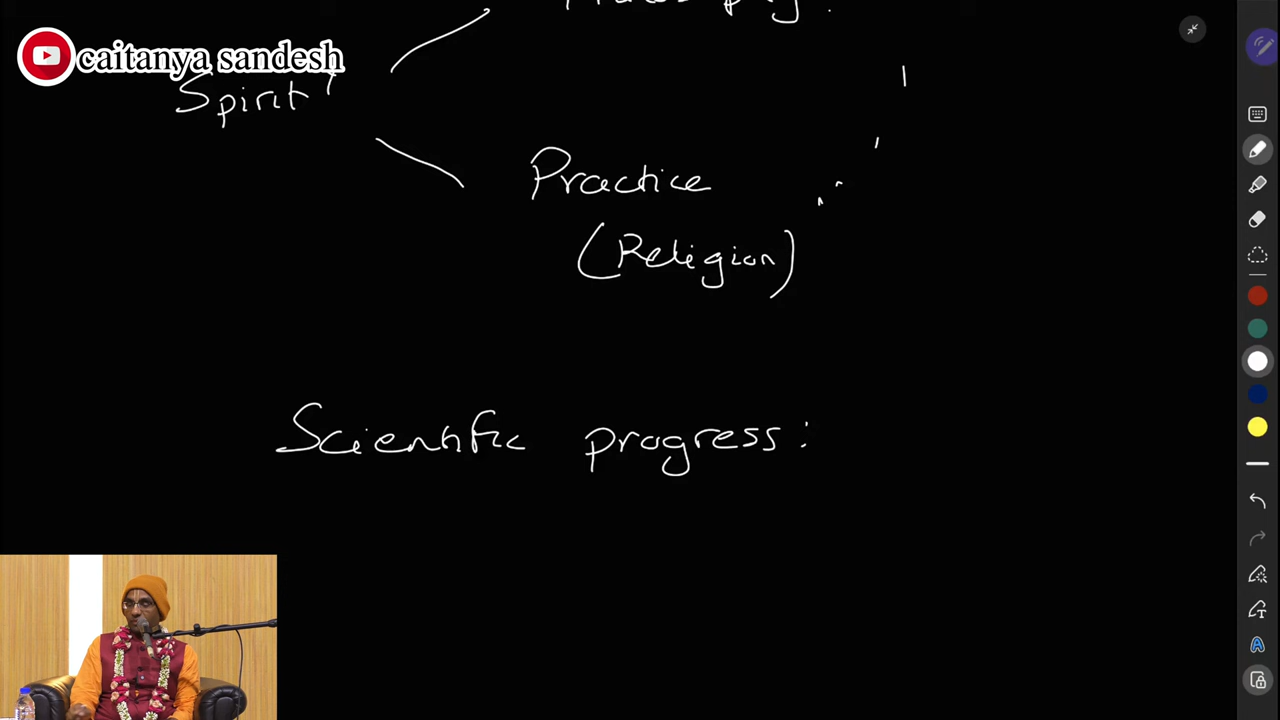 caitanya sandesh
Spirit
Practice
(Religion)
Scientific progress: